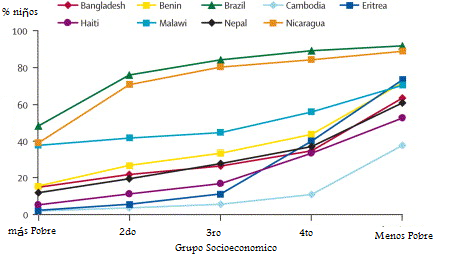 % niños
Bangladesh Benin Brazil Cambodia Eritrea
Haiti Malawi Nepal Nicaragua
100
80
60
40
20
0
más Pobre 2do 3ro 4to Menos Pobre
Grupo Socioeconomico